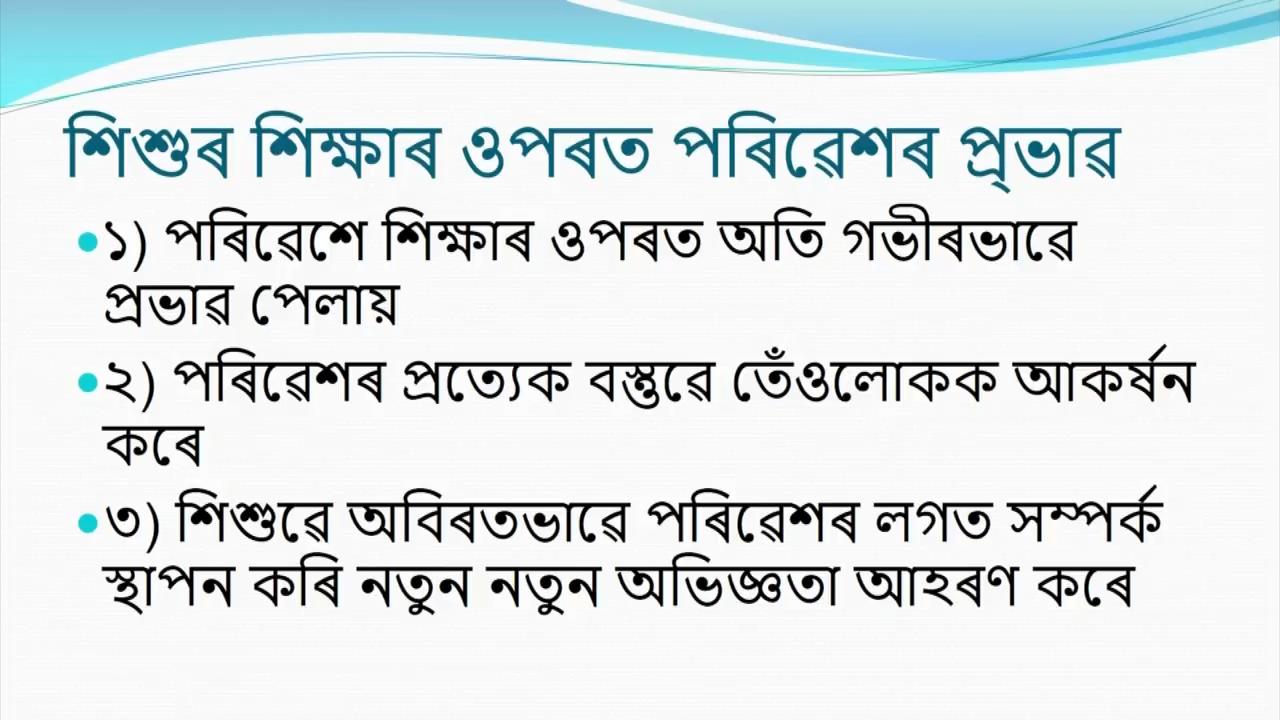 শিশুৰ শিক্ষাৰ ওপৰত পৰিৱেশৰ প্ৰ্ভাৱ
•১) পৰিৱেশে শিক্ষাৰ ওপৰত অতি গভীৰভাৱে
প্ৰভাৱ পেলায়
•২) পৰিৱেশৰ প্ৰত্যেক বস্তুৱে তেঁওলোকক আকৰ্ষন
কৰে
•৩) শিশুৱে অবিৰতভাৱে পৰিৱেশৰ লগত সম্পৰ্ক
স্থাপন কৰি নতুন নতুন অভিজ্ঞতা আহৰণ কৰে